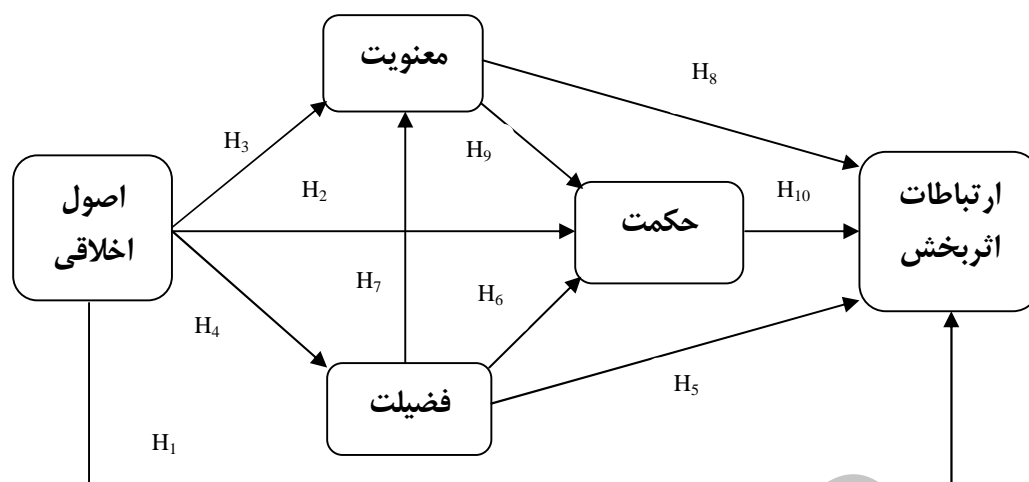 معنویت
H8
H3
H9
اصول
اخلاقی
H2
حکمت
H10
ارتباطات
اثربخش
H7
H6
H4
فضیلت
H5
H1